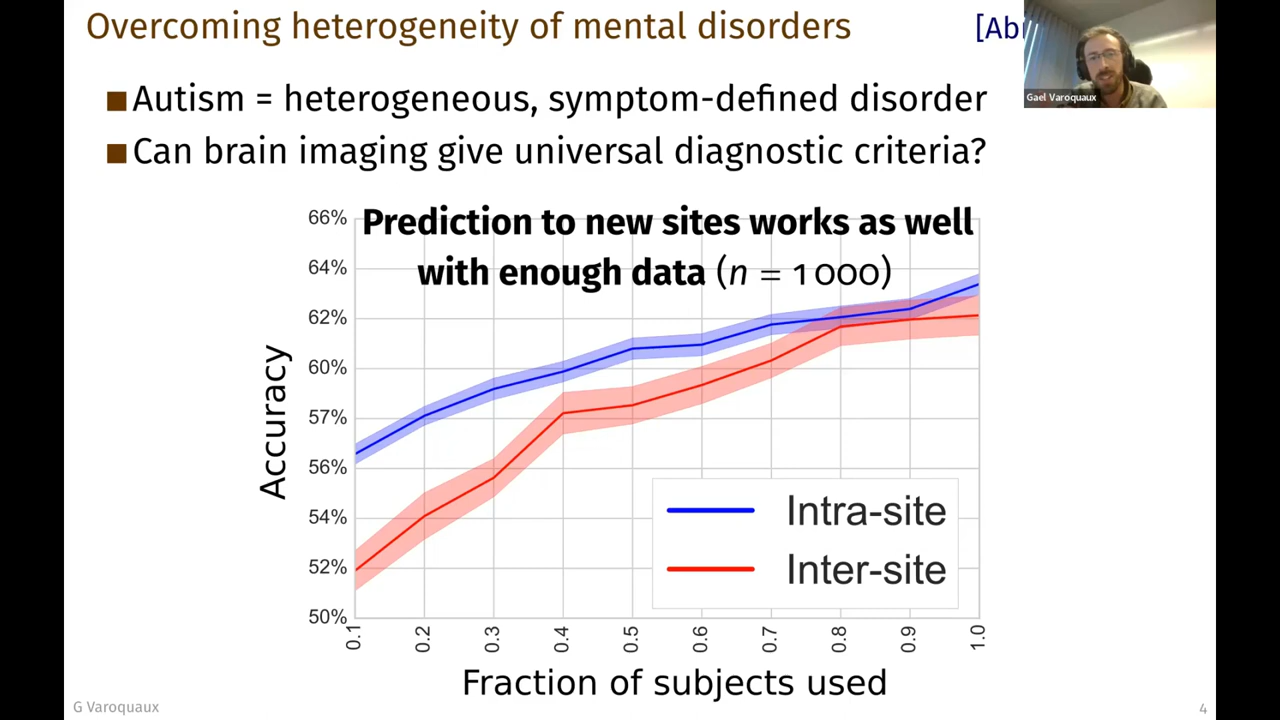 Overcoming heterogeneity of mental disorders
Gael Varoquaux
■Autism = heterogeneous, symptom-defined disorder
■Can brain imaging give universal diagnostic criteria?
Prediction to new sites works as well
with enough data (n = 1000)
66%
64%
62%
60%
57%
56%
54%
52%
50%
Accuracy
Intra-site
Inter-site
0.1 0.2 0.3 0.4 0.5 0.6 0.7 0.8 0.9 1.0
Fraction of subjects used
G Varoquaux
4